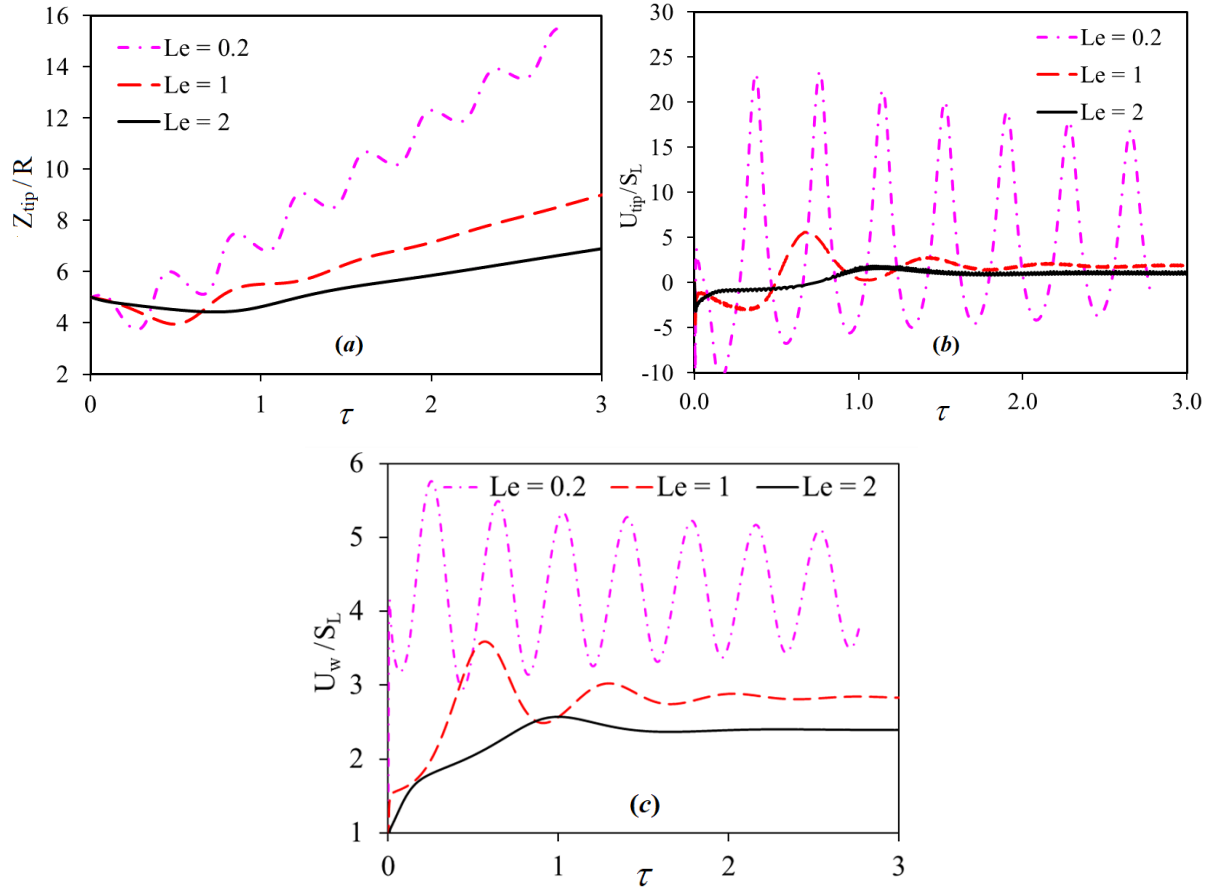 16
14
12
10
8
6
4
2
Z_tip / R
Le = 0.2
Le = 1
Le = 2
(a)
0 1 2 3
τ
30
25
20
15
10
5
0
-5
-10
U_tip/S_L
Le = 0.2
Le = 1
Le = 2
(b)
0.0 1.0 2.0 3.0
τ
6
5
4
3
2
1
U_w /S_L
Le = 0.2 Le = 1 Le = 2
(c)
0 1 2 3
τ